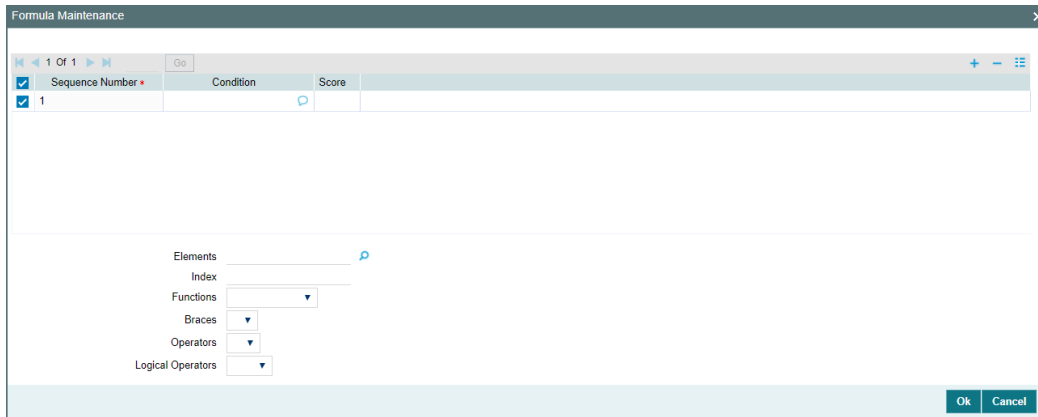 Formula Maintenance
1 Of 1 Go
Sequence Number * Condition Score
1
Elements
Index
Functions
Braces
Operators
Logical Operators
Ok Cancel